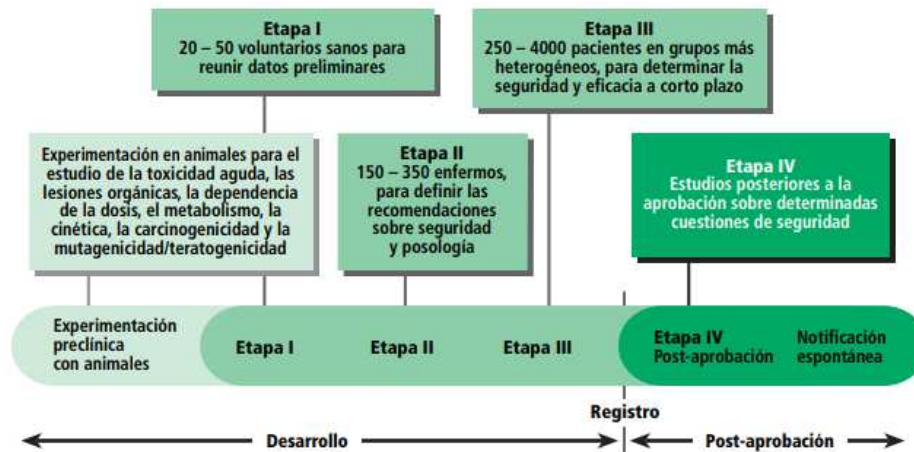 Etapa I
20 – 50 voluntarios sanos para
reunir datos preliminares
Etapa III
250 – 4000 pacientes en grupos más
heterogéneos, para determinar la
seguridad y eficacia a corto plazo
Experimentación en animales para el
estudio de la toxicidad aguda, las
lesiones orgánicas, la dependencia
de la dosis, el metabolismo, la
cinética, la carcinogenicidad y la
mutagenicidad/teratogenicidad
Etapa II
150 – 350 enfermos,
para definir las
recomendaciones
sobre seguridad
y posología
Etapa IV
Estudios posteriores a la
aprobación sobre determinadas
cuestiones de seguridad
Experimentación
preclínica
con animales
Etapa I
Etapa II
Etapa III
Etapa IV
Post-aprobación
Notificación
espontánea
Registro
Desarrollo
Post-aprobación